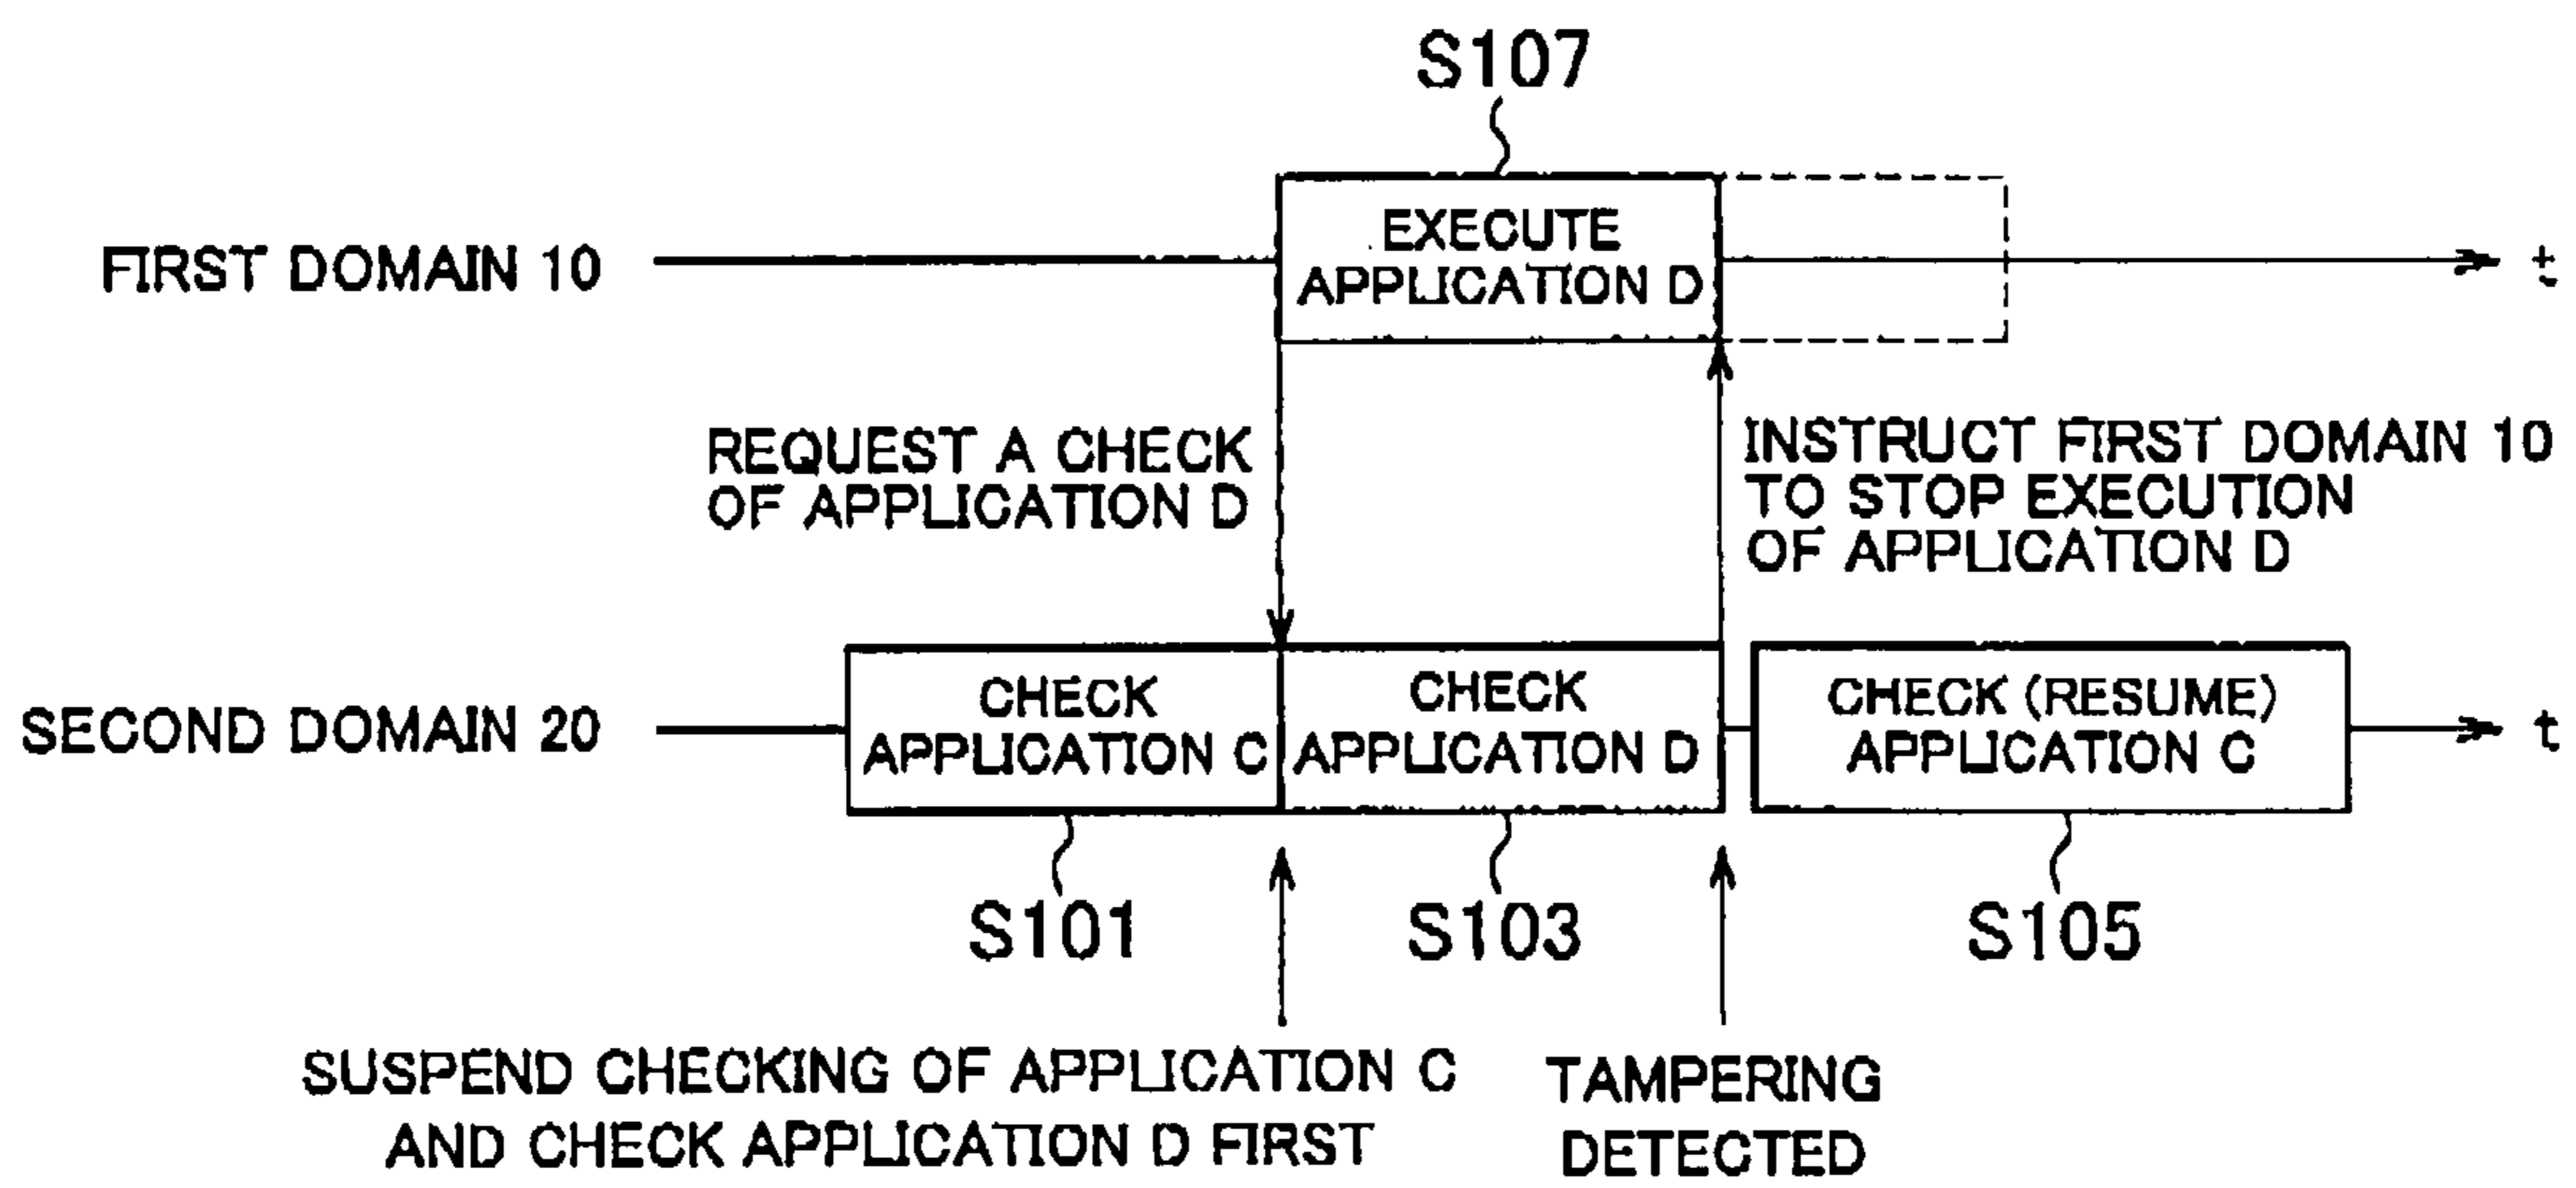 S107
EXECUTE
APPLICATION D
FIRST DOMAIN 10
t
REQUEST A CHECK
OF APPLICATION D
INSTRUCT FIRST DOMAIN 10
TO STOP EXECUTION
OF APPLICATION D
SECOND DOMAIN 20
CHECK
APPLICATION C
CHECK
APPLICATION D
CHECK (RESUME)
APPLICATION C
t
S101
S103
S105
SUSPEND CHECKING OF APPLICATION C
AND CHECK APPLICATION D FIRST
TAMPERING
DETECTED